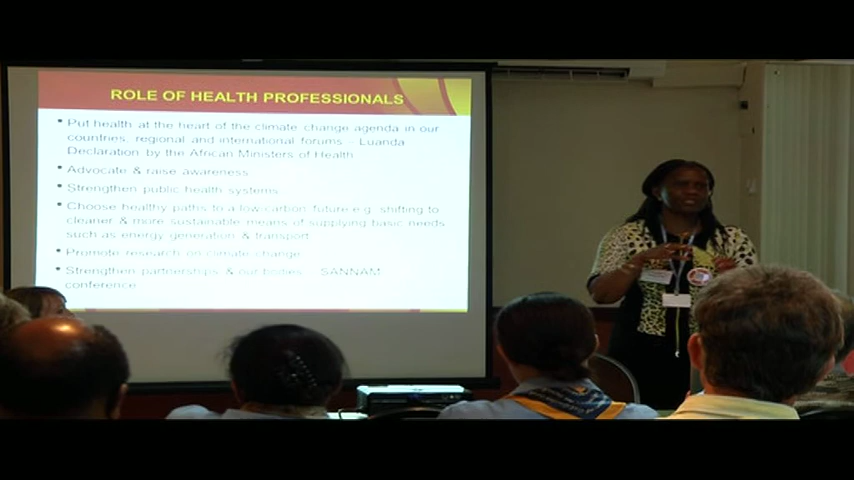 ROLE OF HEALTH PROFESSIONALS
Put health at the heart of the climate change agenda in our
countries, regional and international forums. Luanda
Declaration by the African Ministers of Health
Advocate & raise awareness
Strengthen public health systems
Choose healthy paths to a low-carbon future e.g. shifting to
cleaner & more sustainable means of supplying basic needs
such as energy generation & transport
Promote research on climate change
Strengthen partnerships & our bodies SANNAM
conference